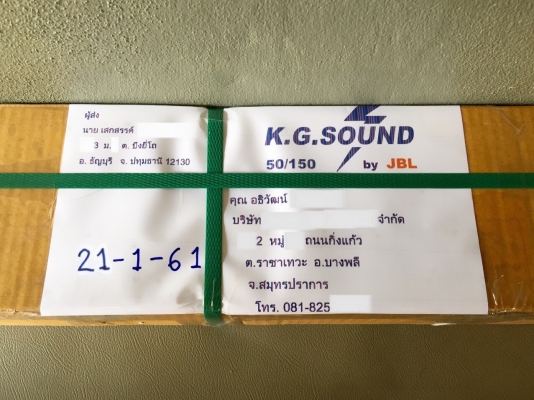 ผู้ส่ง
นาย เสกสรรค์
3 ม. ต. บึงยี่โถ
อ. ธัญบุรี จ. ปทุมธานี 12130
21-1-61
K.G.SOUND
50/150 by JBL
คุณ อธิวัฒน์
บริษัท จำกัด
2 หมู่ ถนนกิ่งแก้ว
ต.ราชาเทวะ อ.บางพลี
จ.สมุทรปราการ
โทร. 081-825